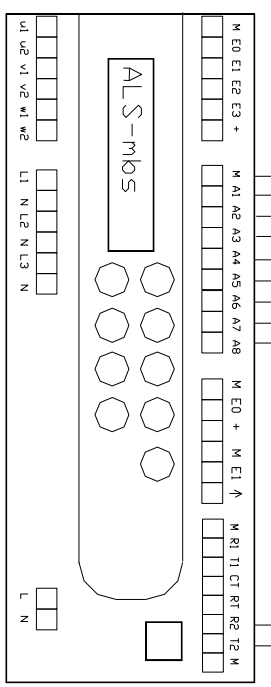 u1 u2 v1 v2 w1 w2
L1 N L2 N L3 N
L N
ALS-mbs
M E0 E1 E2 E3 +
M A1 A2 A3 A4 A5 A6 A7 A8
M E0 + M E1 ↑
M R1 T1 CT RT R2 T2 M